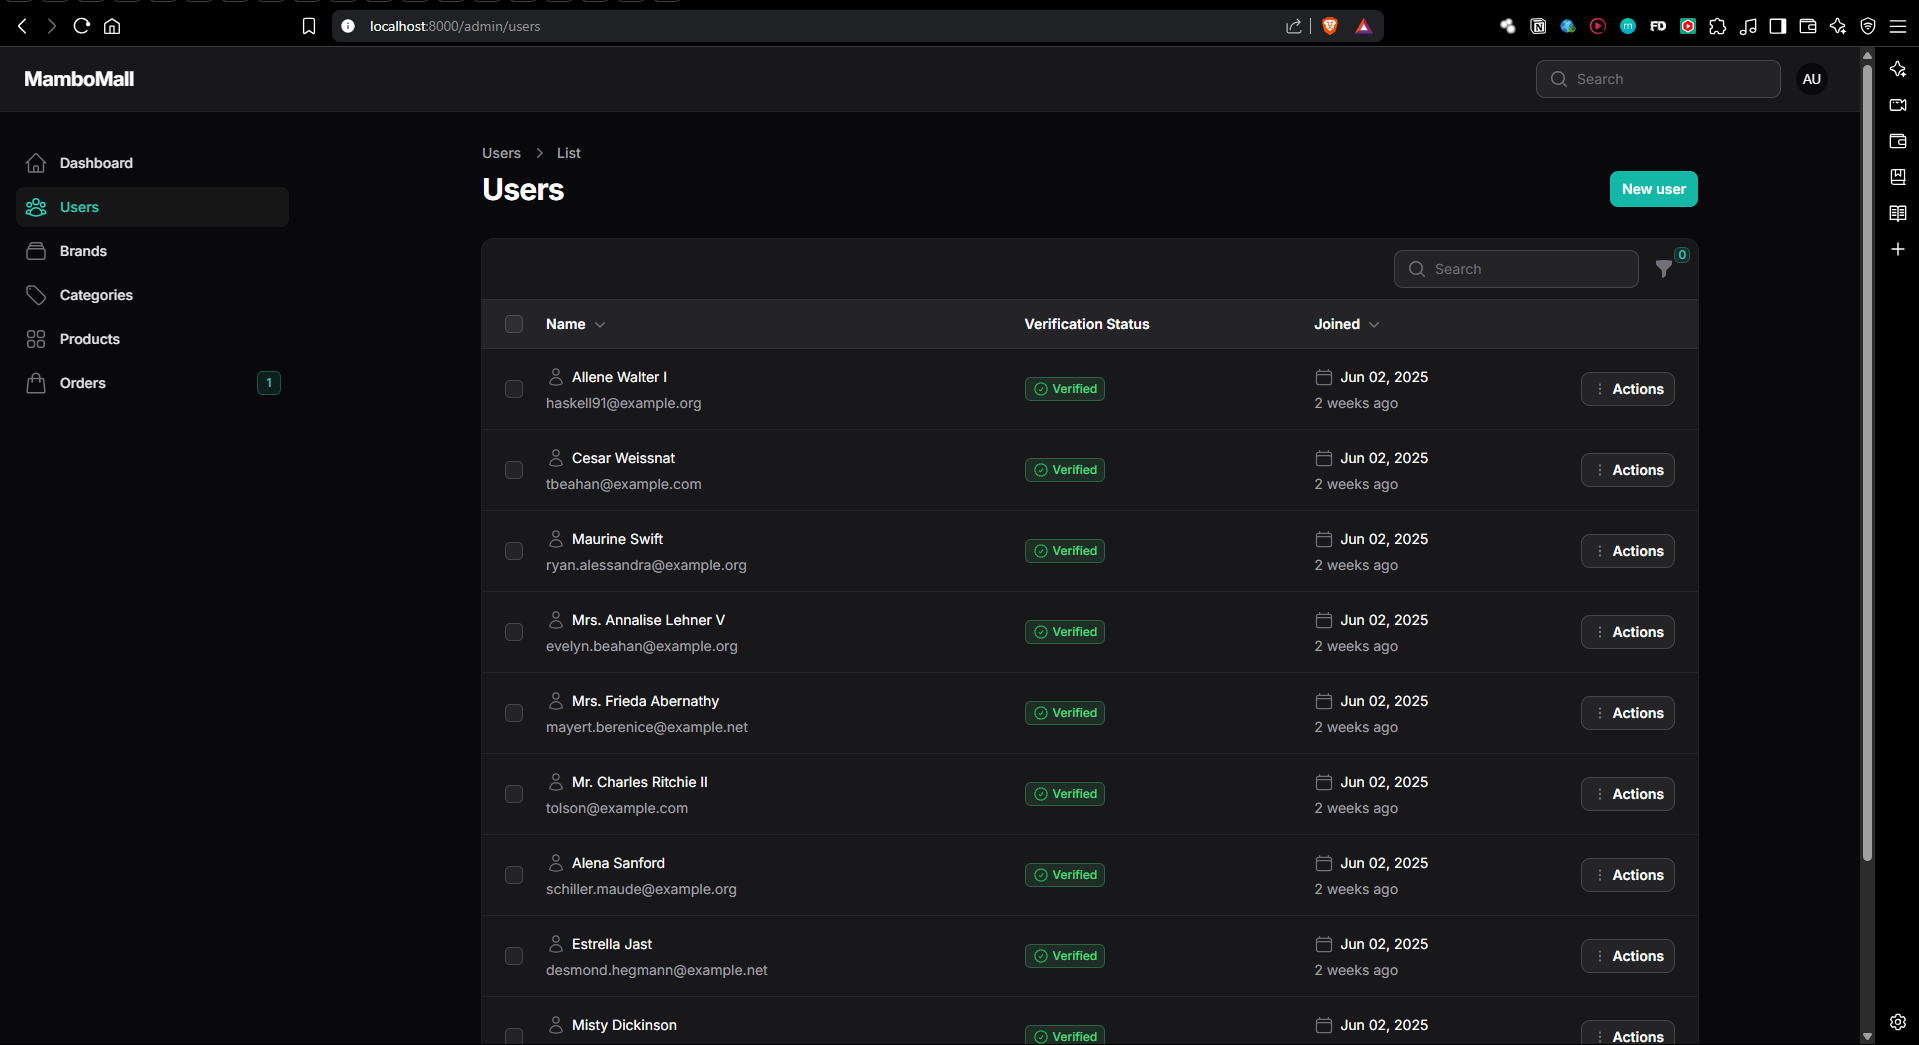 localhost:8000/admin/users
FD
MamboMall
Search
AU
Dashboard
Users
Brands
Categories
Products
Orders
1
Users
List
Users
New user
Search
0
Name
Verification Status
Joined
Allene Walter I
haskell91@example.org
Verified
Jun 02, 2025
2 weeks ago
Actions
Cesar Weissnat
tbeahan@example.com
Verified
Jun 02, 2025
2 weeks ago
Actions
Maurine Swift
ryan.alessandra@example.org
Verified
Jun 02, 2025
2 weeks ago
Actions
Mrs. Annalise Lehner V
evelyn.beahan@example.org
Verified
Jun 02, 2025
2 weeks ago
Actions
Mrs. Frieda Abernathy
mayert.berenice@example.net
Verified
Jun 02, 2025
2 weeks ago
Actions
Mr. Charles Ritchie II
tolson@example.com
Verified
Jun 02, 2025
2 weeks ago
Actions
Alena Sanford
schiller.maude@example.org
Verified
Jun 02, 2025
2 weeks ago
Actions
Estrella Jast
desmond.hegmann@example.net
Verified
Jun 02, 2025
2 weeks ago
Actions
Misty Dickinson
Verified
Jun 02, 2025
Actions